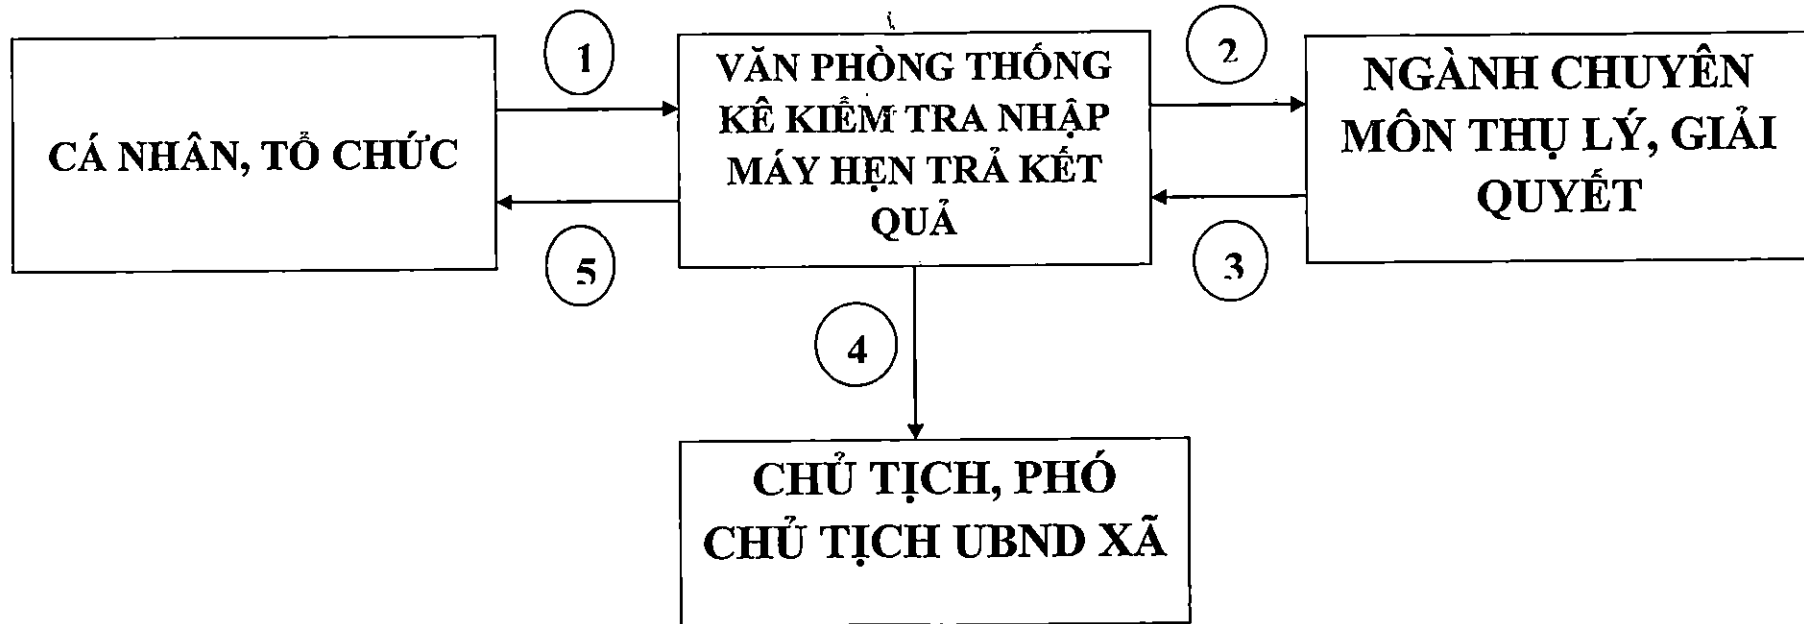 CÁ NHÂN, TỔ CHỨC
1
5
VĂN PHÒNG THỐNG
KÊ KIỂM TRA NHẬP
MÁY HẸN TRẢ KẾT
QUẢ
2
3
NGÀNH CHUYÊN
MÔN THỤ LÝ, GIẢI
QUYẾT
4
CHỦ TỊCH, PHÓ
CHỦ TỊCH UBND XÃ